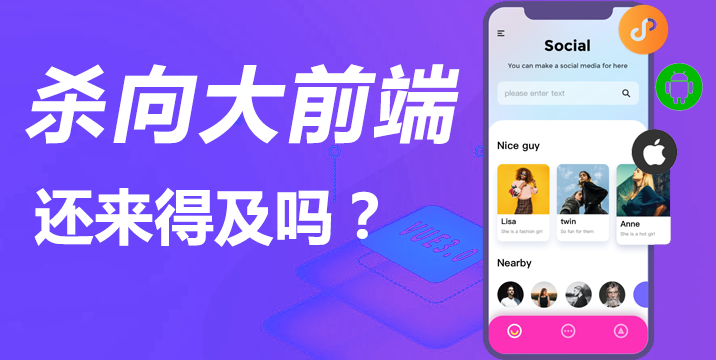 杀向大前端
还来得及吗？
VUE3.0
Social
You can make a social media for here
please enter text
Nice guy
Lisa
She is a fashion girl
twin
So fun for them
Anne
She is a hot girl
Nearby